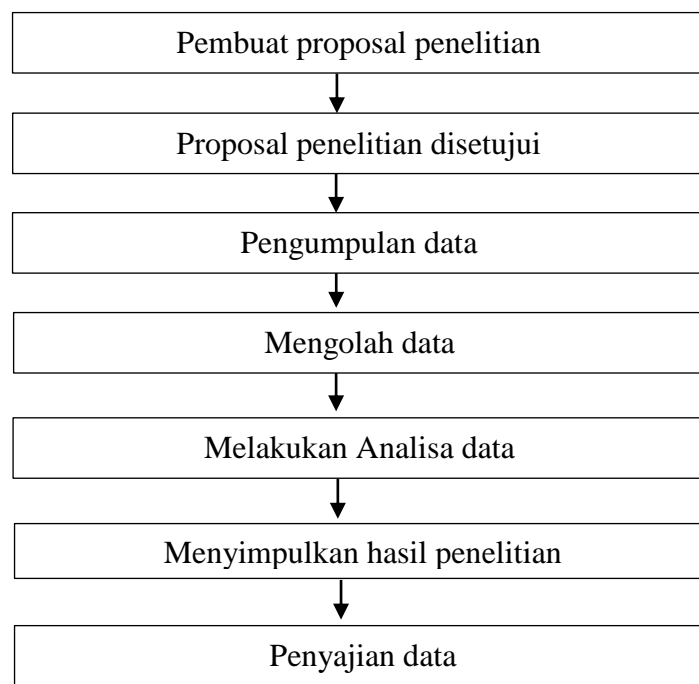 Pembuat proposal penelitian
Proposal penelitian disetujui
Pengumpulan data
Mengolah data
Melakukan Analisa data
Menyimpulkan hasil penelitian
Penyajian data